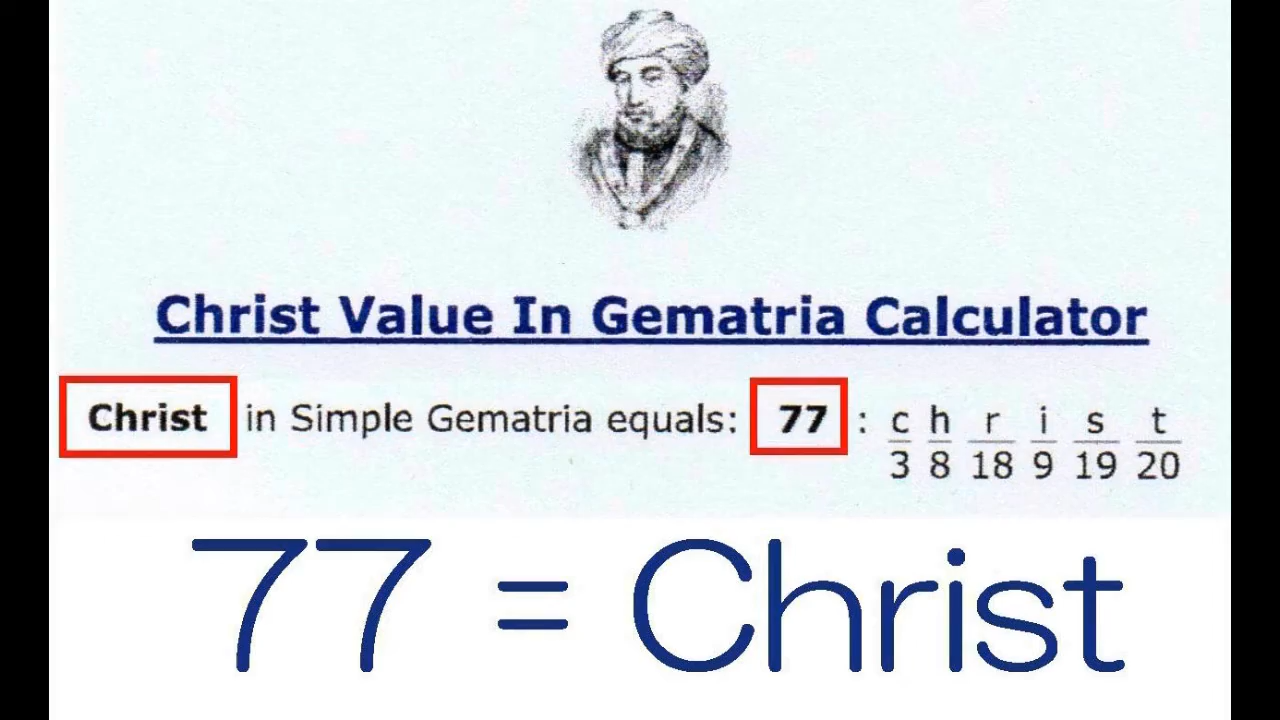 Christ Value In Gematria Calculator
Christ in Simple Gematria equals: 77 : c h r i s t
3 8 18 9 19 20
77 = Christ